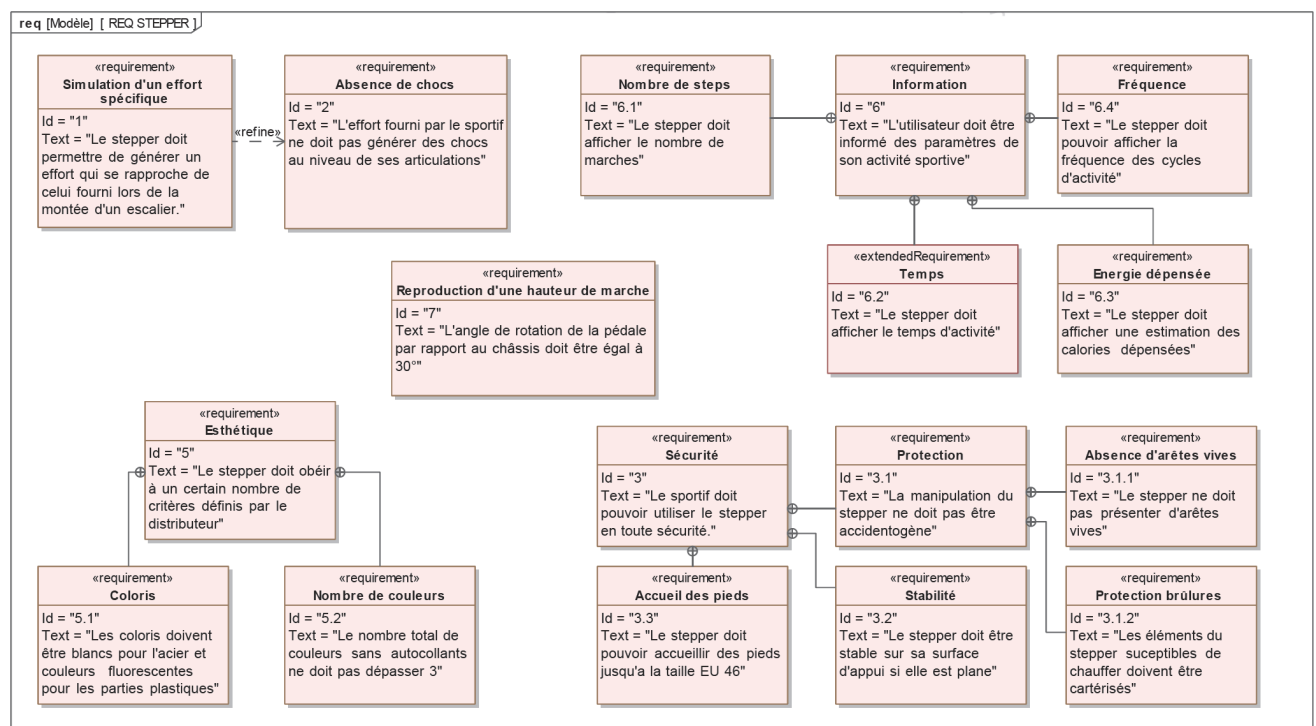 req [Modèle] [ REQ STEPPER ]
«requirement»
Simulation d'un effort
spécifique
Id = "1"
Text = "Le stepper doit
permettre de générer un
effort qui se rapproche de
celui fourni lors de la
montée d'un escalier."
«refine»
«requirement»
Absence de chocs
Id = "2"
Text = "L'effort fourni par le sportif
ne doit pas générer des chocs
au niveau de ses articulations"
«requirement»
Nombre de steps
Id = "6.1"
Text = "Le stepper doit
afficher le nombre de
marches"
«requirement»
Information
Id = "6"
Text = "L'utilisateur doit être
informé des paramètres de
son activité sportive"
«requirement»
Fréquence
Id = "6.4"
Text = "Le stepper doit
pouvoir afficher la
fréquence des cycles
d'activité"
«extendedRequirement»
Temps
Id = "6.2"
Text = "Le stepper doit
afficher le temps d'activité"
«requirement»
Energie dépensée
Id = "6.3"
Text = "Le stepper doit
afficher une estimation des
calories dépensées"
«requirement»
Reproduction d'une hauteur de marche
Id = "7"
Text = "L'angle de rotation de la pédale
par rapport au châssis doit être égal à
30°"
«requirement»
Esthétique
Id = "5"
Text = "Le stepper doit obéir
à un certain nombre de
critères définis par le
distributeur"
«requirement»
Coloris
Id = "5.1"
Text = "Les coloris doivent
être blancs pour l'acier et
couleurs fluorescentes
pour les parties plastiques"
«requirement»
Nombre de couleurs
Id = "5.2"
Text = "Le nombre total de
couleurs sans autocollants
ne doit pas dépasser 3"
«requirement»
Sécurité
Id = "3"
Text = "Le sportif doit
pouvoir utiliser le stepper
en toute sécurité."
«requirement»
Protection
Id = "3.1"
Text = "La manipulation du
stepper ne doit pas être
accidentogène"
«requirement»
Absence d'arêtes vives
Id = "3.1.1"
Text = "Le stepper ne doit
pas présenter d'arêtes
vives"
«requirement»
Accueil des pieds
Id = "3.3"
Text = "Le stepper doit
pouvoir accueillir des pieds
jusqu'a la taille EU 46"
«requirement»
Stabilité
Id = "3.2"
Text = "Le stepper doit être
stable sur sa surface
d'appui si elle est plane"
«requirement»
Protection brûlures
Id = "3.1.2"
Text = "Les éléments du
stepper suceptibles de
chauffer doivent être
cartérisés"